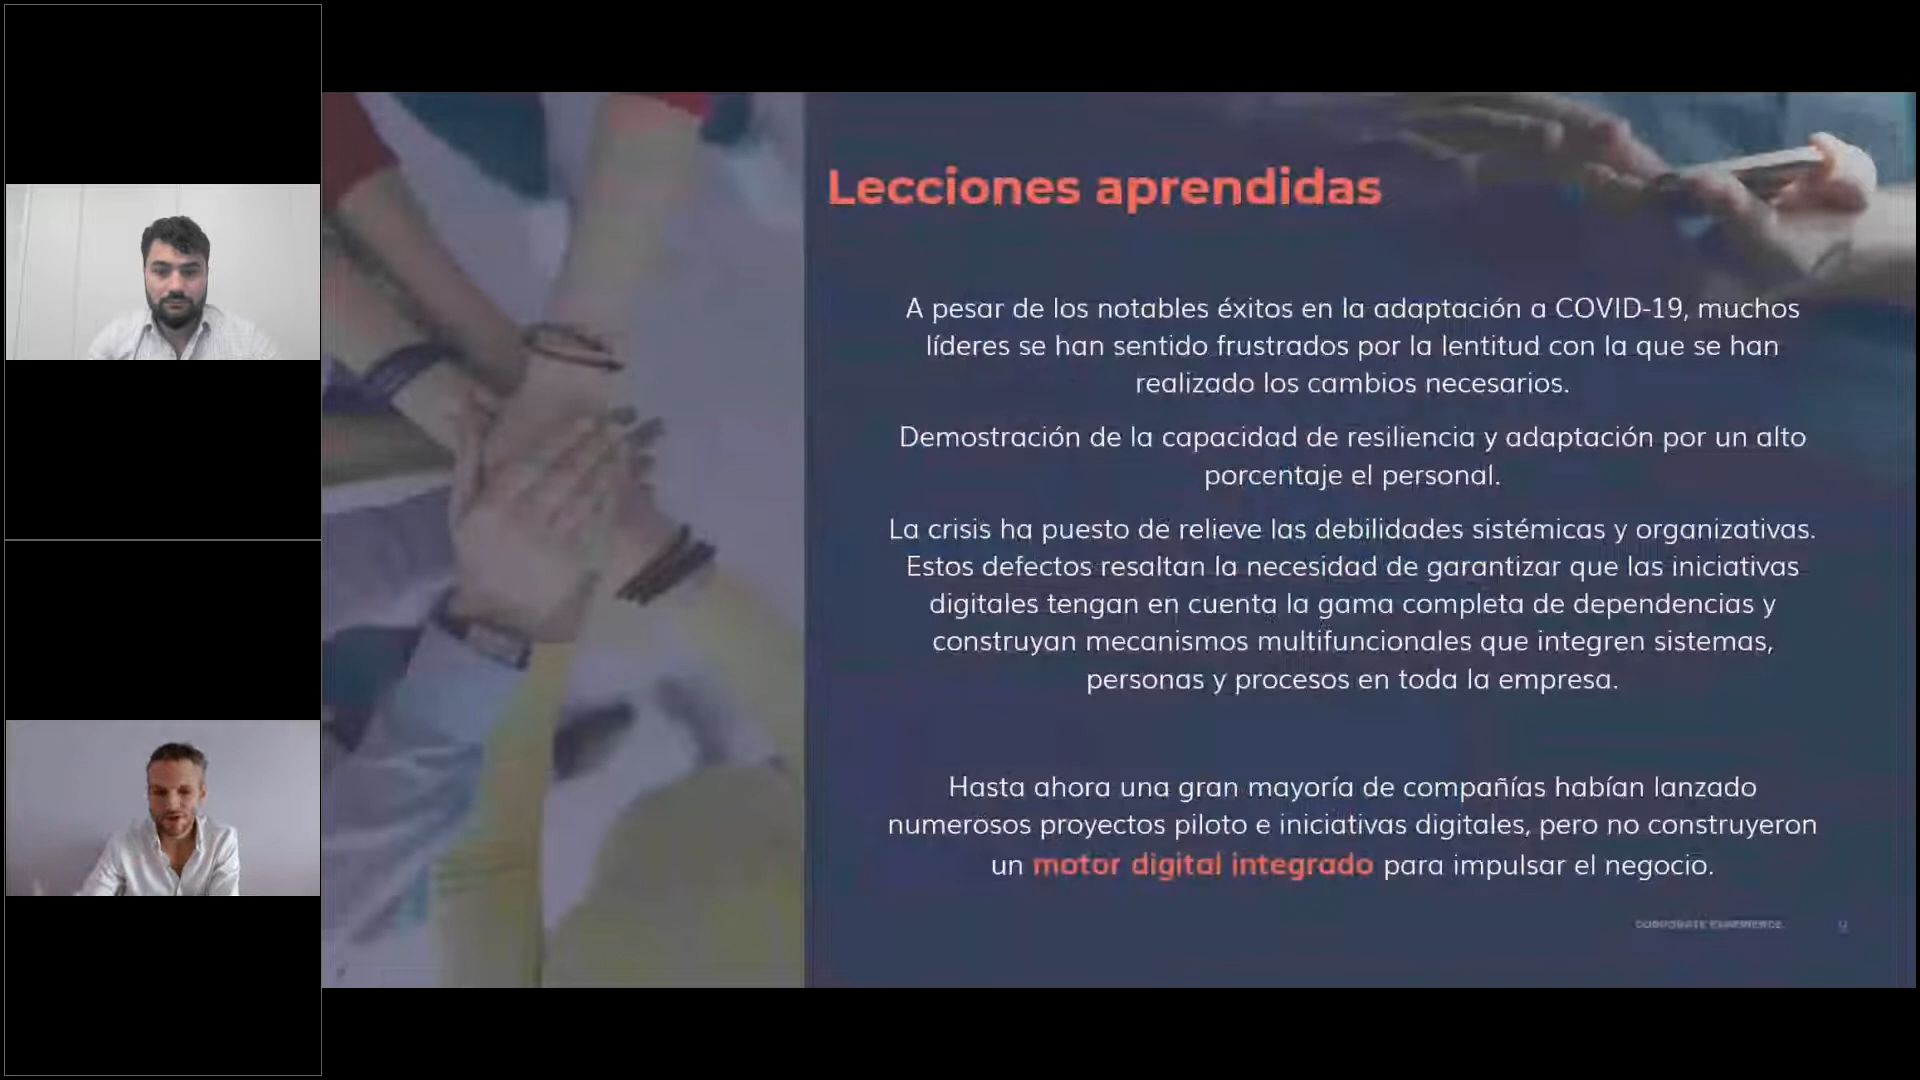 Lecciones aprendidas
A pesar de los notables éxitos en la adaptación a COVID-19, muchos
líderes se han sentido frustrados por la lentitud con la que se han
realizado los cambios necesarios.
Demostración de la capacidad de resiliencia y adaptación por un alto
porcentaje el personal.
La crisis ha puesto de relieve las debilidades sistémicas y organizativas.
Estos defectos resaltan la necesidad de garantizar que las iniciativas
digitales tengan en cuenta la gama completa de dependencias y
construyan mecanismos multifuncionales que integren sistemas,
personas y procesos en toda la empresa.
Hasta ahora una gran mayoría de compañías habían lanzado
numerosos proyectos piloto e iniciativas digitales, pero no construyeron
un motor digital integrado para impulsar el negocio.
CORPORATE EXPERIENCE